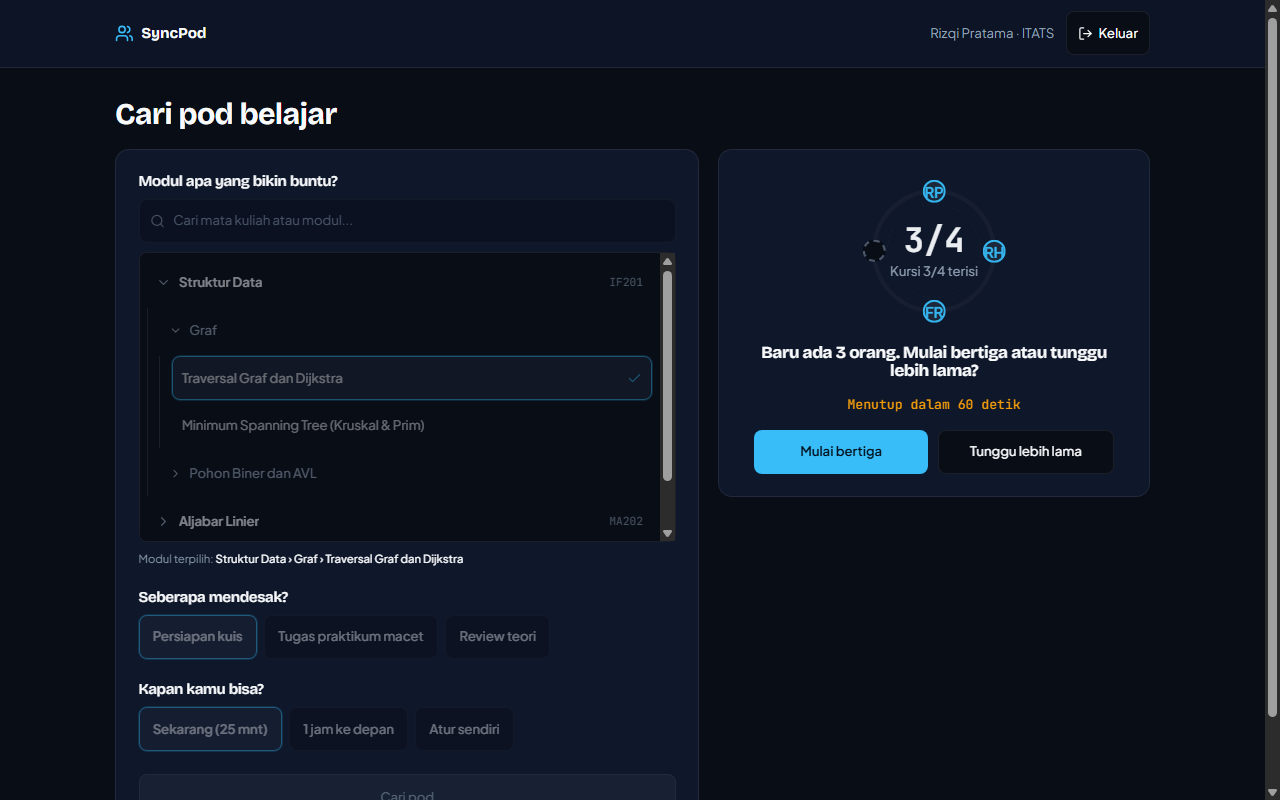 SyncPod
Rizqi Pratama · ITATS
Keluar
Cari pod belajar
Modul apa yang bikin buntu?
Cari mata kuliah atau modul...
Struktur Data
IF201
Graf
Traversal Graf dan Dijkstra
Minimum Spanning Tree (Kruskal & Prim)
Pohon Biner dan AVL
Aljabar Linier
MA202
Modul terpilih: Struktur Data › Graf › Traversal Graf dan Dijkstra
Seberapa mendesak?
Persiapan kuis
Tugas praktikum macet
Review teori
Kapan kamu bisa?
Sekarang (25 mnt)
1 jam ke depan
Atur sendiri
Cari pod
RP
3/4
RH
Kursi 3/4 terisi
FR
Baru ada 3 orang. Mulai bertiga atau tunggu
lebih lama?
Menutup dalam 60 detik
Mulai bertiga
Tunggu lebih lama